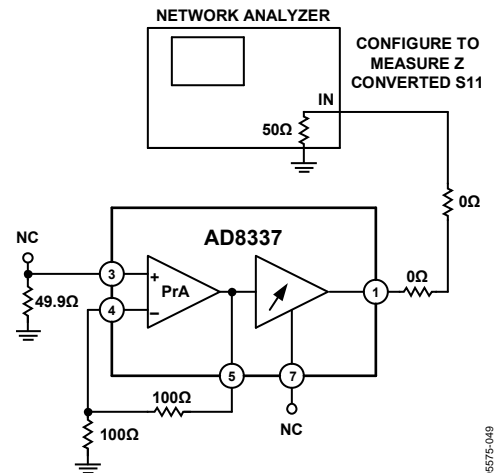 NETWORK ANALYZER
CONFIGURE TO
MEASURE Z
CONVERTED S11
IN
50Ω
0Ω
NC
AD8337
0Ω
3
+
PrA
1
49.9Ω
4
−
5
7
100Ω
100Ω
NC
05575-049